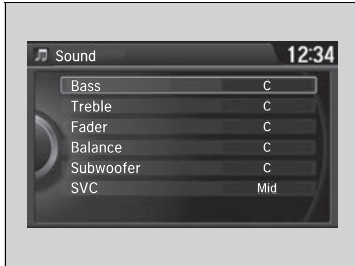 Sound 12:34
Bass C
Treble C
Fader C
Balance C
Subwoofer C
SVC Mid